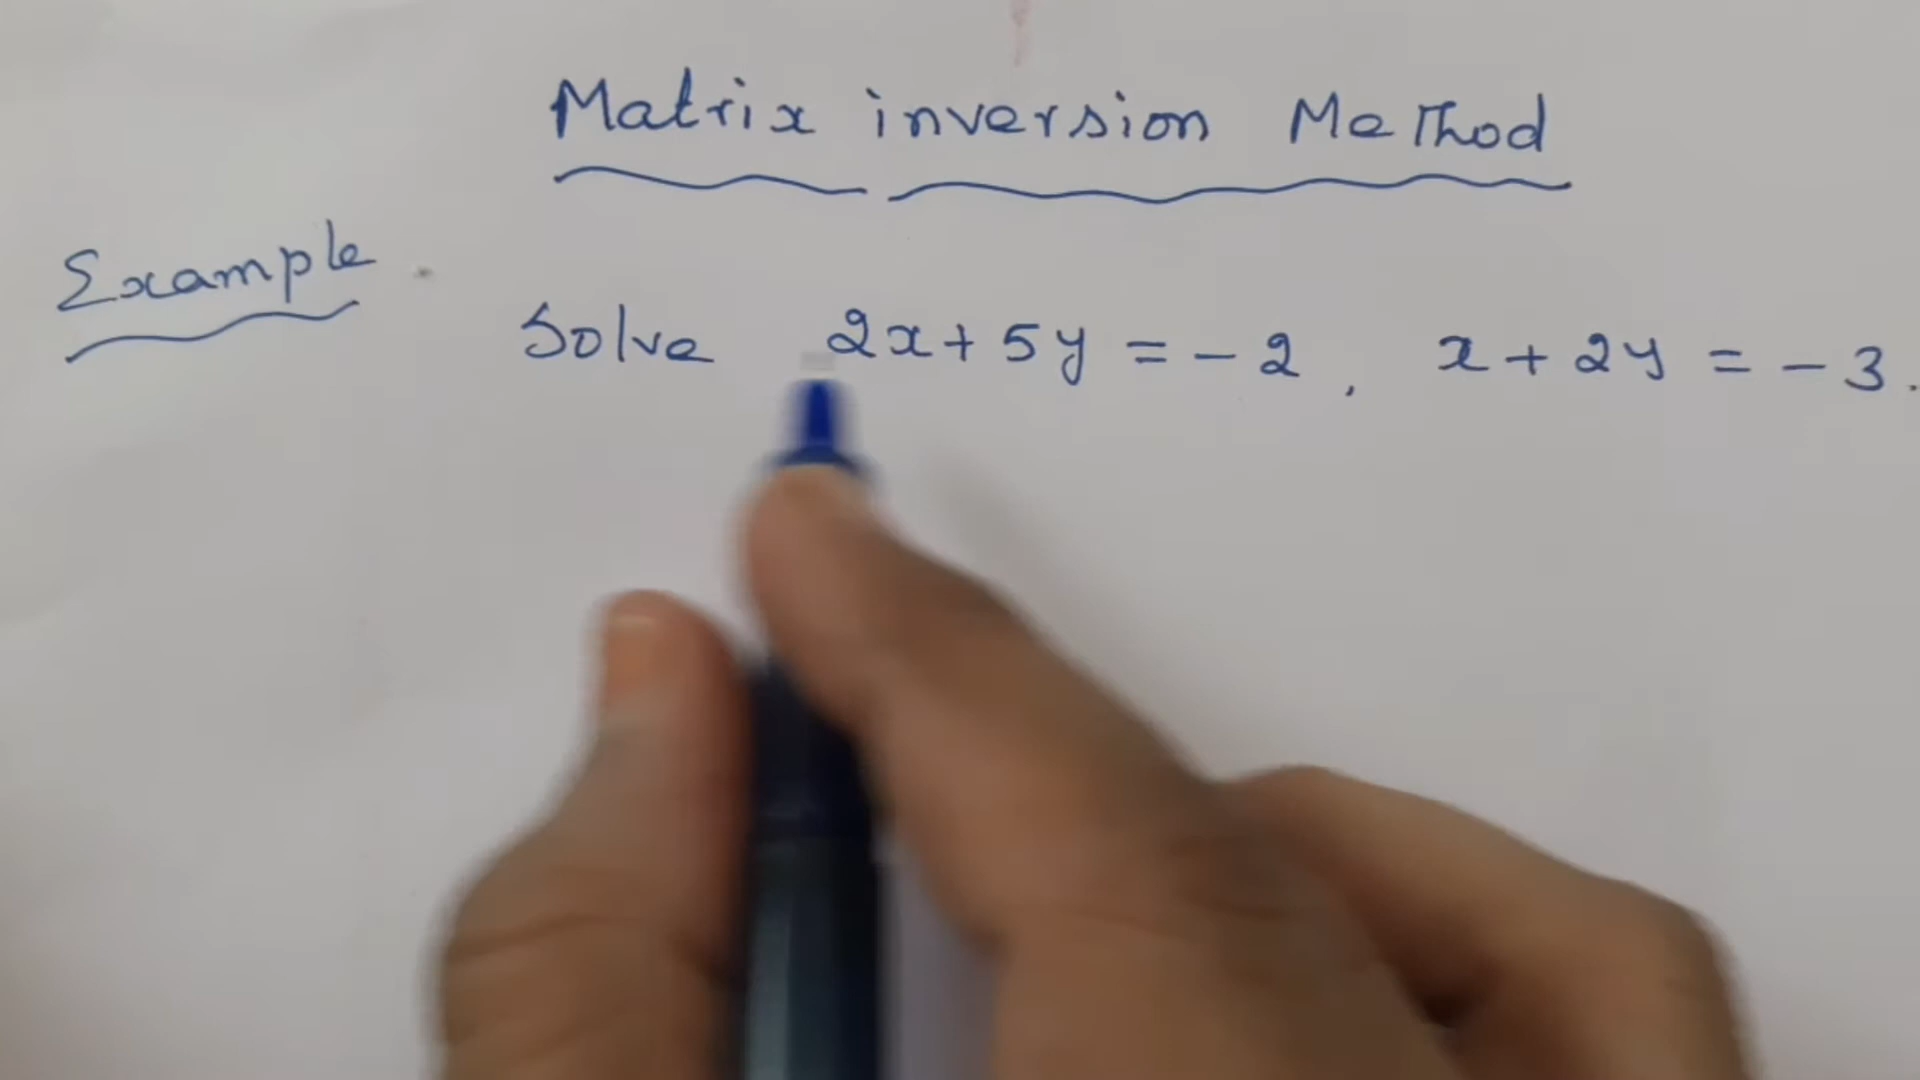 Matrix inversion Method
Example
Solve 2x + 5y = - 2 , x + 2y = - 3 .